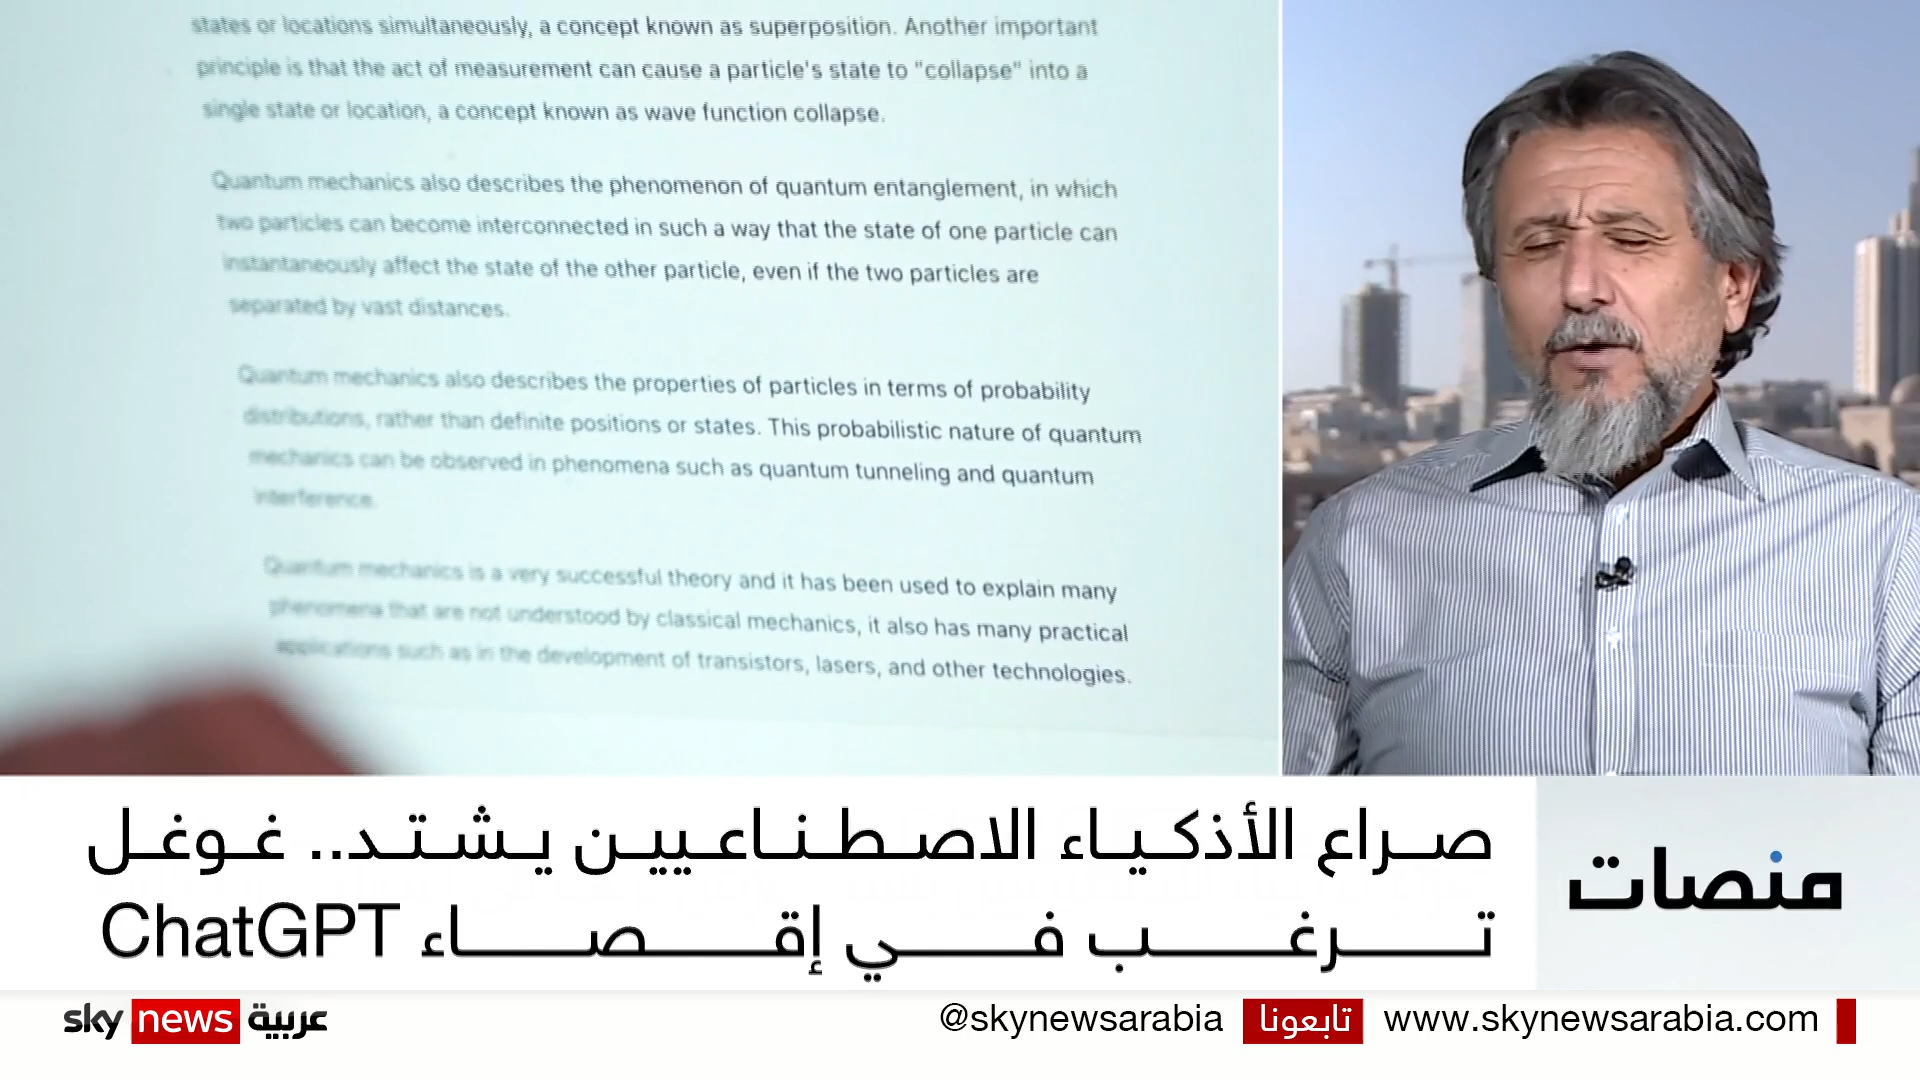 states or locations simultaneously, a concept known as superposition. Another important
principle is that the act of measurement can cause a particle's state to "collapse" into a
single state or location, a concept known as wave function collapse.
Quantum mechanics also describes the phenomenon of quantum entanglement, in which
two particles can become interconnected in such a way that the state of one particle can
instantaneously affect the state of the other particle, even if the two particles are
separated by vast distances.
Quantum mechanics also describes the properties of particles in terms of probability
distributions, rather than definite positions or states. This probabilistic nature of quantum
mechanics can be observed in phenomena such as quantum tunneling and quantum
interference.
Quantum mechanics is a very successful theory and it has been used to explain many
phenomena that are not understood by classical mechanics, it also has many practical
applications such as in the development of transistors, lasers, and other technologies.
منصات
صراع الأذكياء الاصطناعيين يشتد.. غوغل
ترغب في إقصاء ChatGPT
sky news عربية
@skynewsarabia تابعونا www.skynewsarabia.com